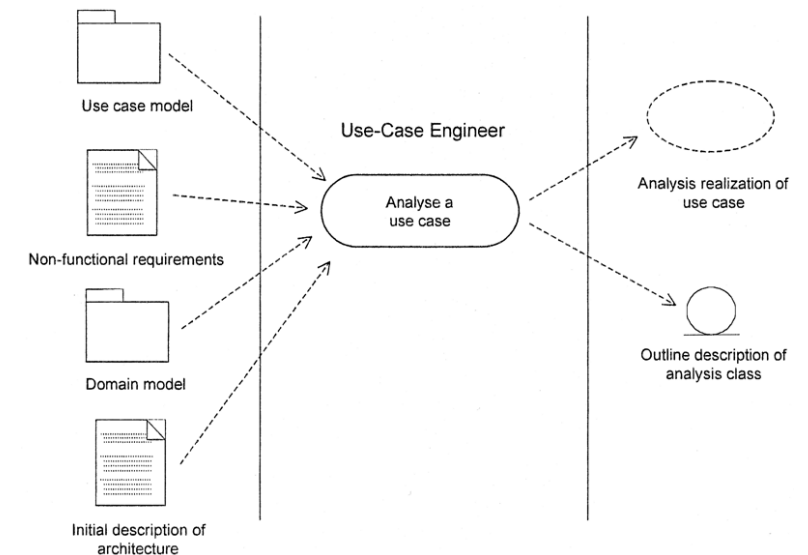 Use case model
Non-functional requirements
Domain model
Initial description of
architecture
Use-Case Engineer
Analyse a
use case
Analysis realization of
use case
Outline description of
analysis class